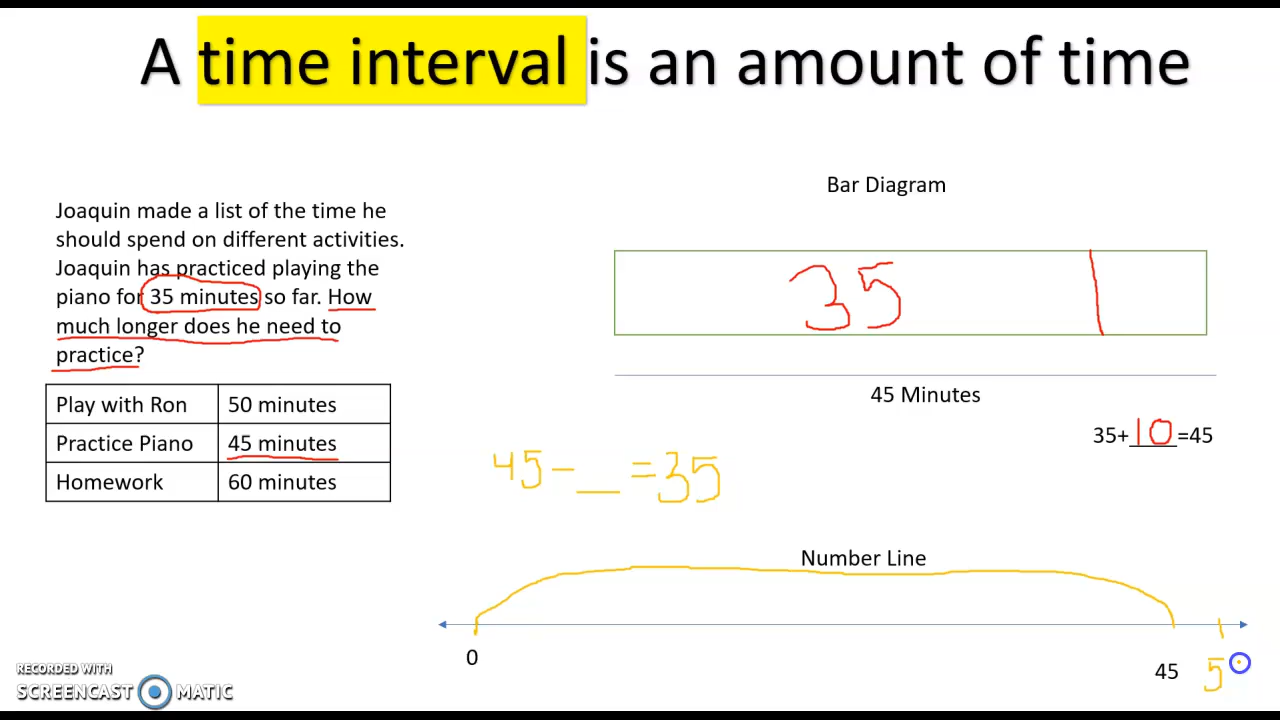 A time interval is an amount of time
Bar Diagram
Joaquin made a list of the time he
should spend on different activities.
Joaquin has practiced playing the
piano for 35 minutes so far. How
much longer does he need to
practice?
35
45 Minutes
Play with Ron 50 minutes
Practice Piano 45 minutes
Homework 60 minutes
35+10=45
45-__=35
Number Line
0
45
5
RECORDED WITH
SCREENCAST MATIC